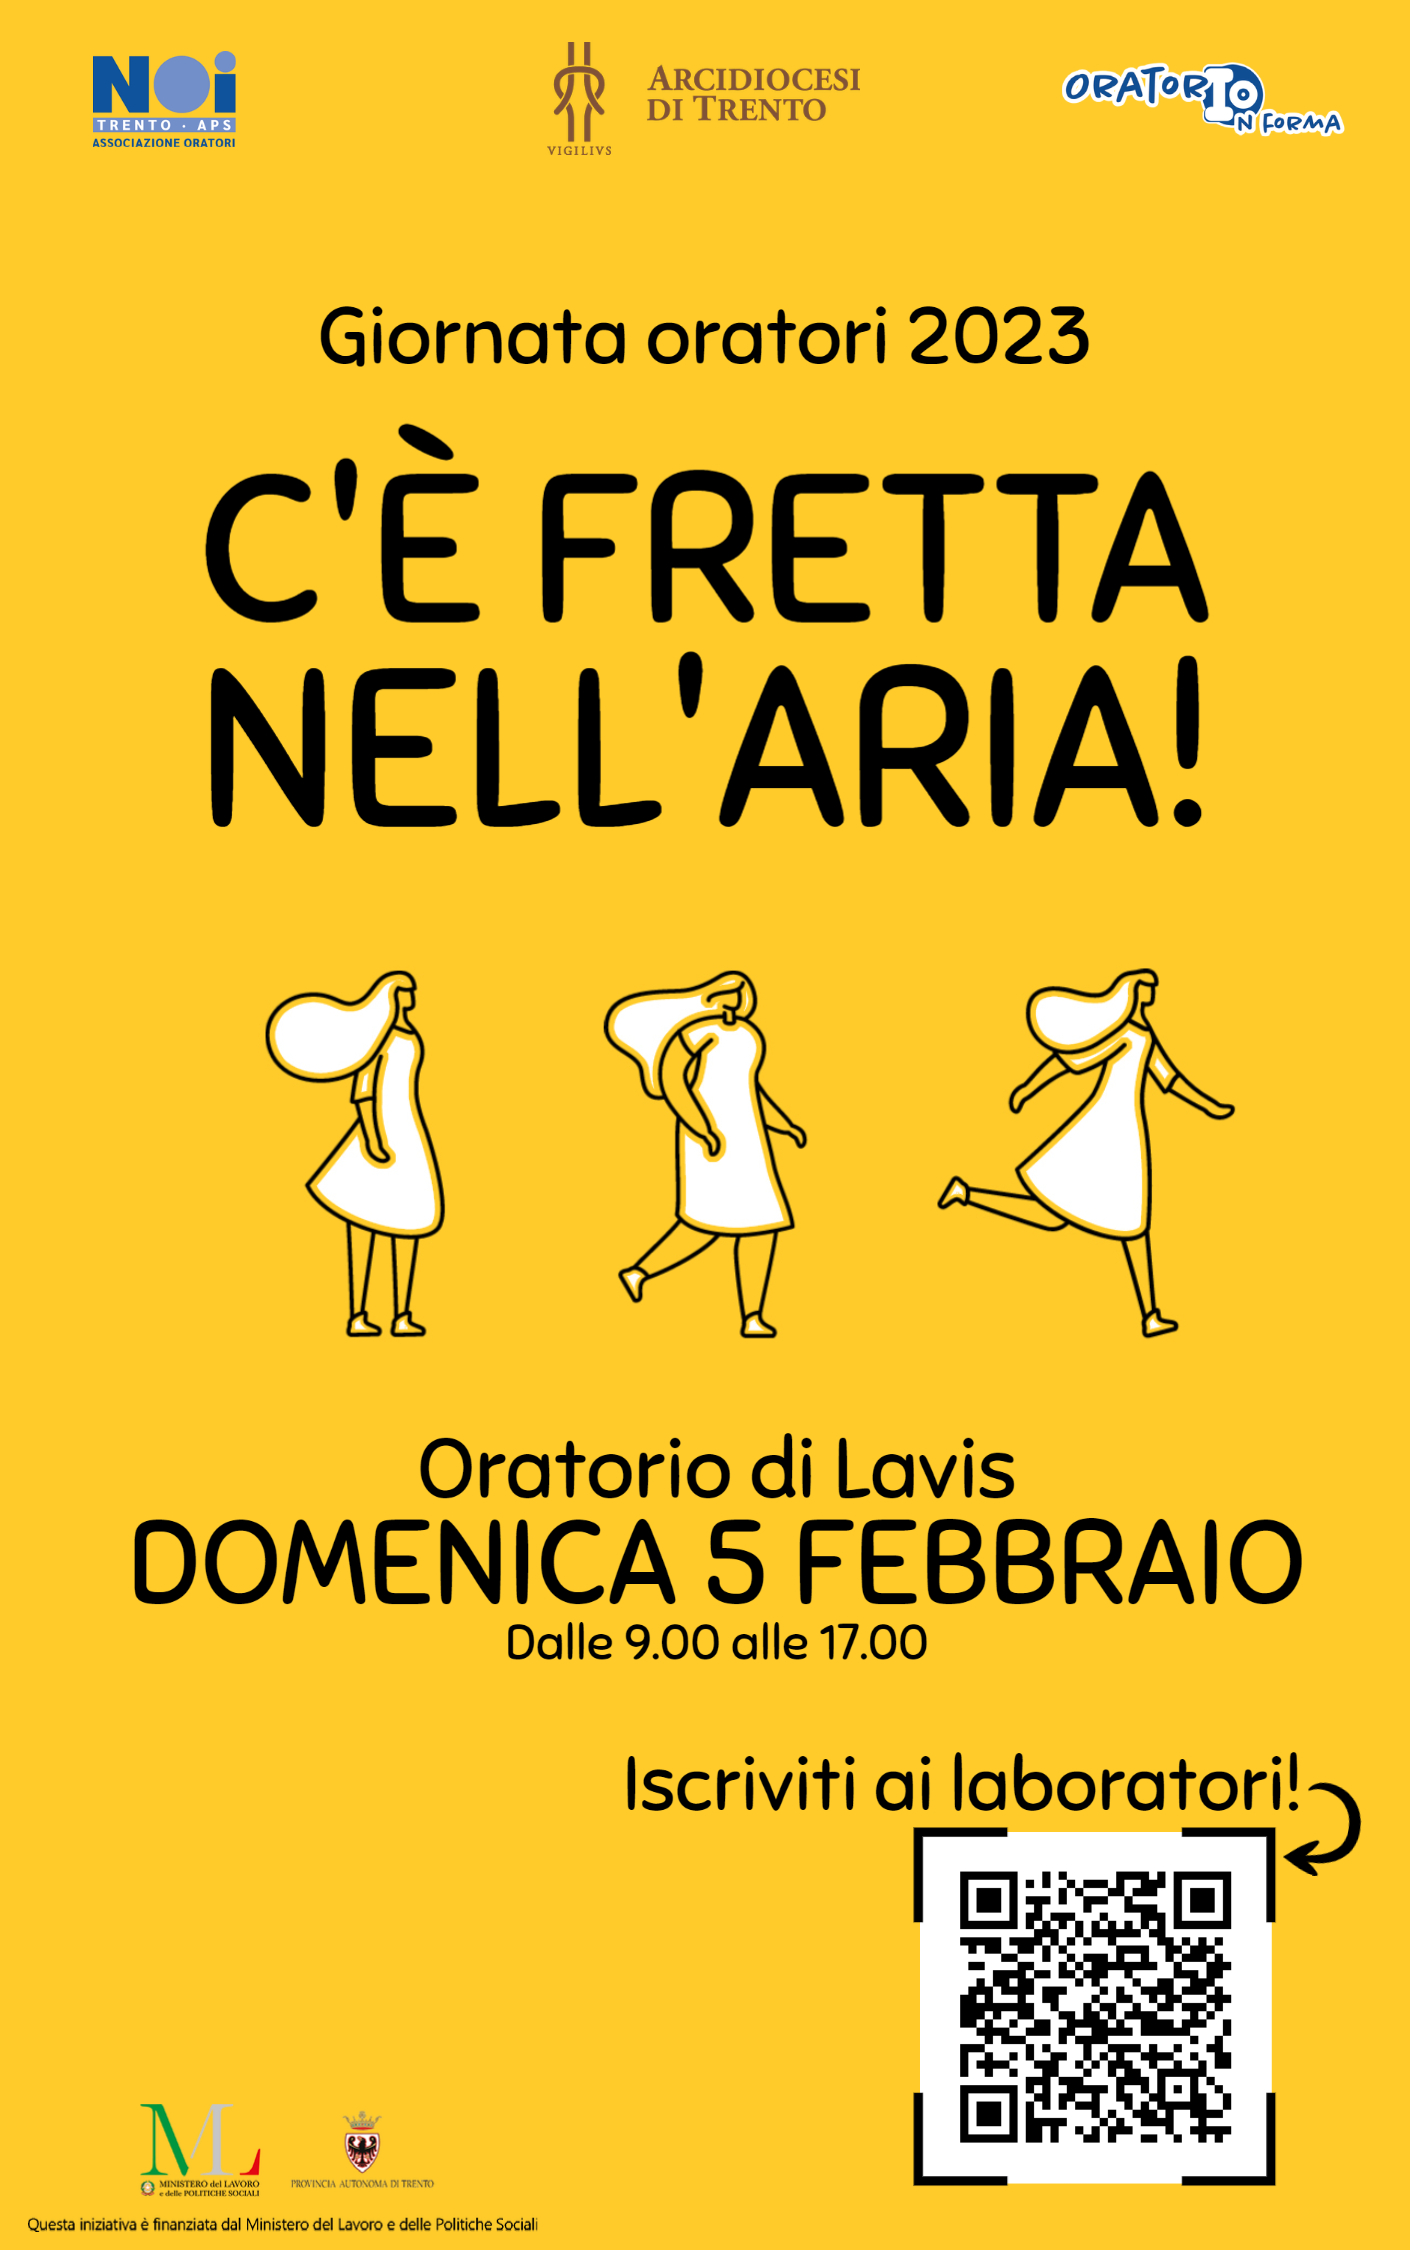 NOi
TRENTO · APS
ASSOCIAZIONE ORATORI
VIGILIVS
ARCIDIOCESI
DI TRENTO
ORATORIO
IN FORMA
Giornata oratori 2023
C'È FRETTA
NELL'ARIA!
Oratorio di Lavis
DOMENICA 5 FEBBRAIO
Dalle 9.00 alle 17.00
Iscriviti ai laboratori!
ML
MINISTERO del LAVORO
e delle POLITICHE SOCIALI
PROVINCIA AUTONOMA DI TRENTO
Questa iniziativa è finanziata dal Ministero del Lavoro e delle Politiche Sociali